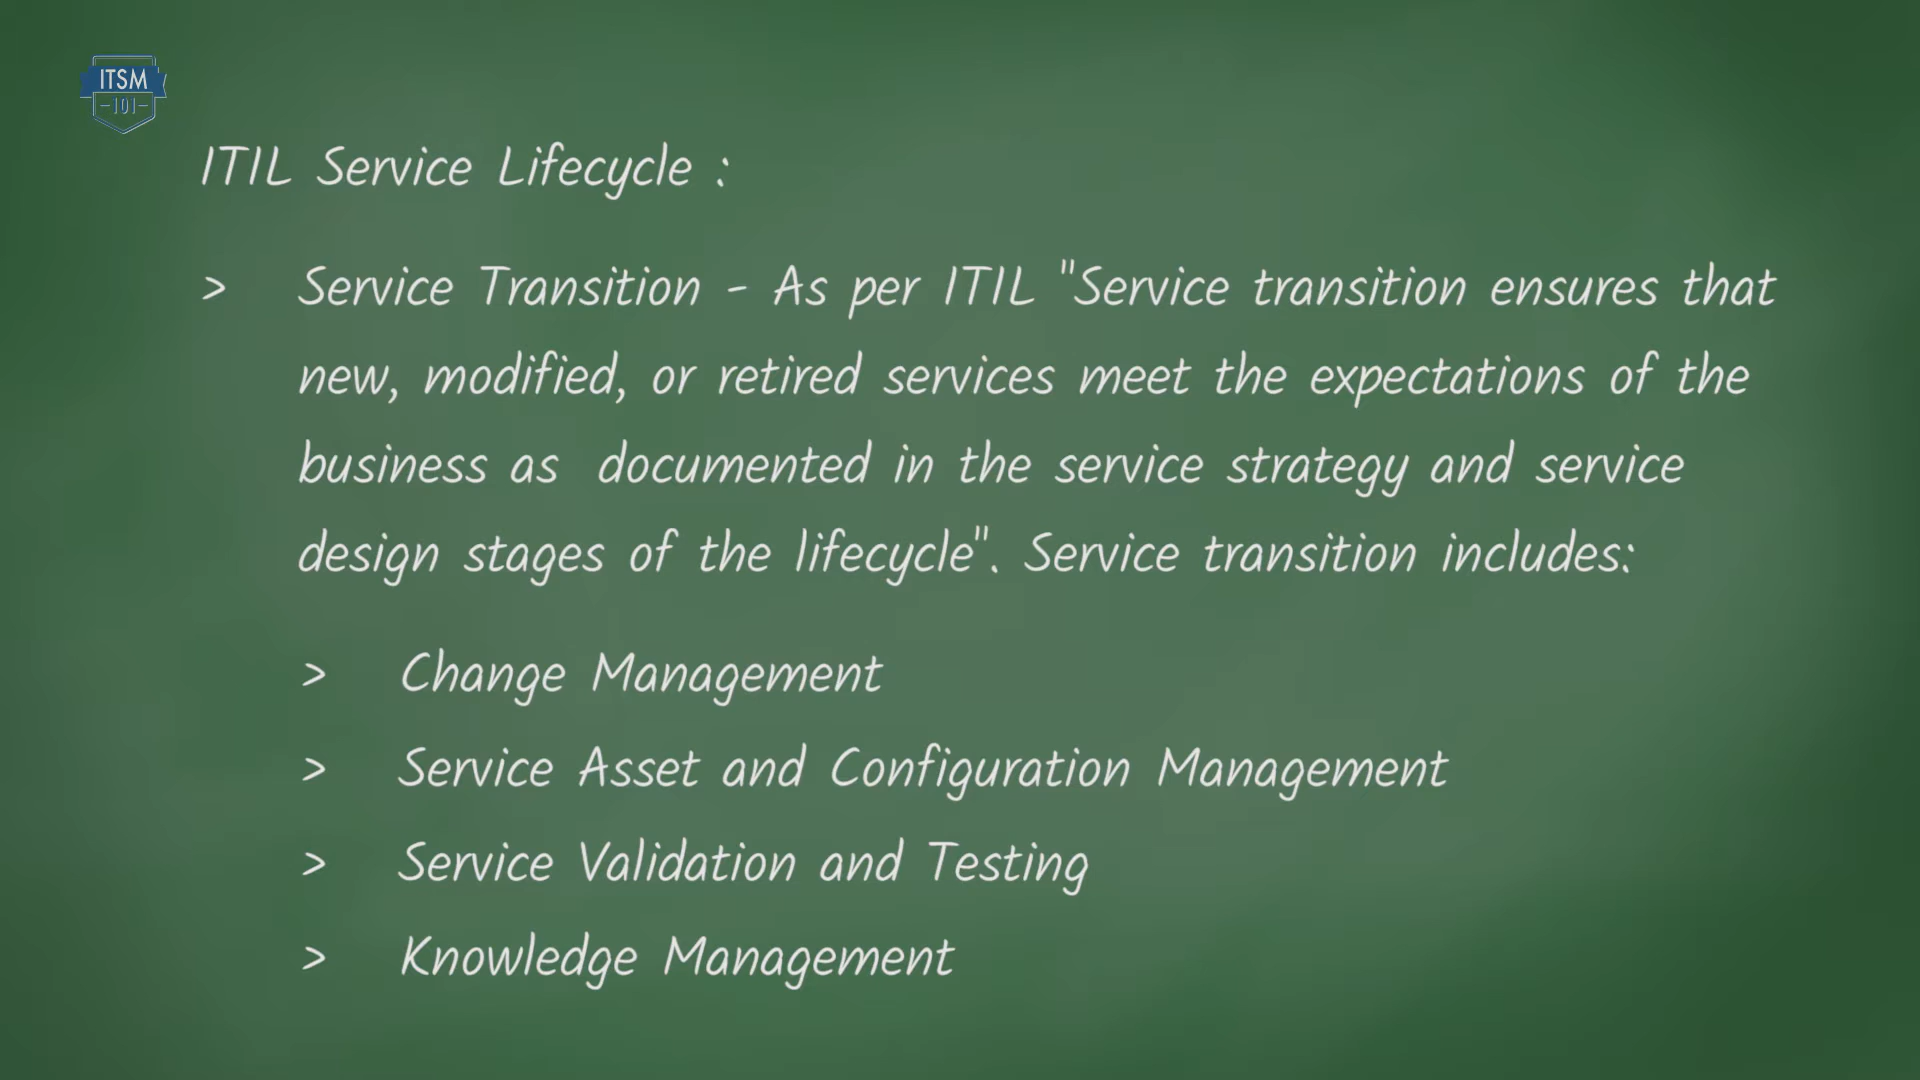 ITSM
-101-
ITIL Service Lifecycle :
> Service Transition - As per ITIL "Service transition ensures that
new, modified, or retired services meet the expectations of the
business as documented in the service strategy and service
design stages of the lifecycle". Service transition includes:
> Change Management
> Service Asset and Configuration Management
> Service Validation and Testing
> Knowledge Management